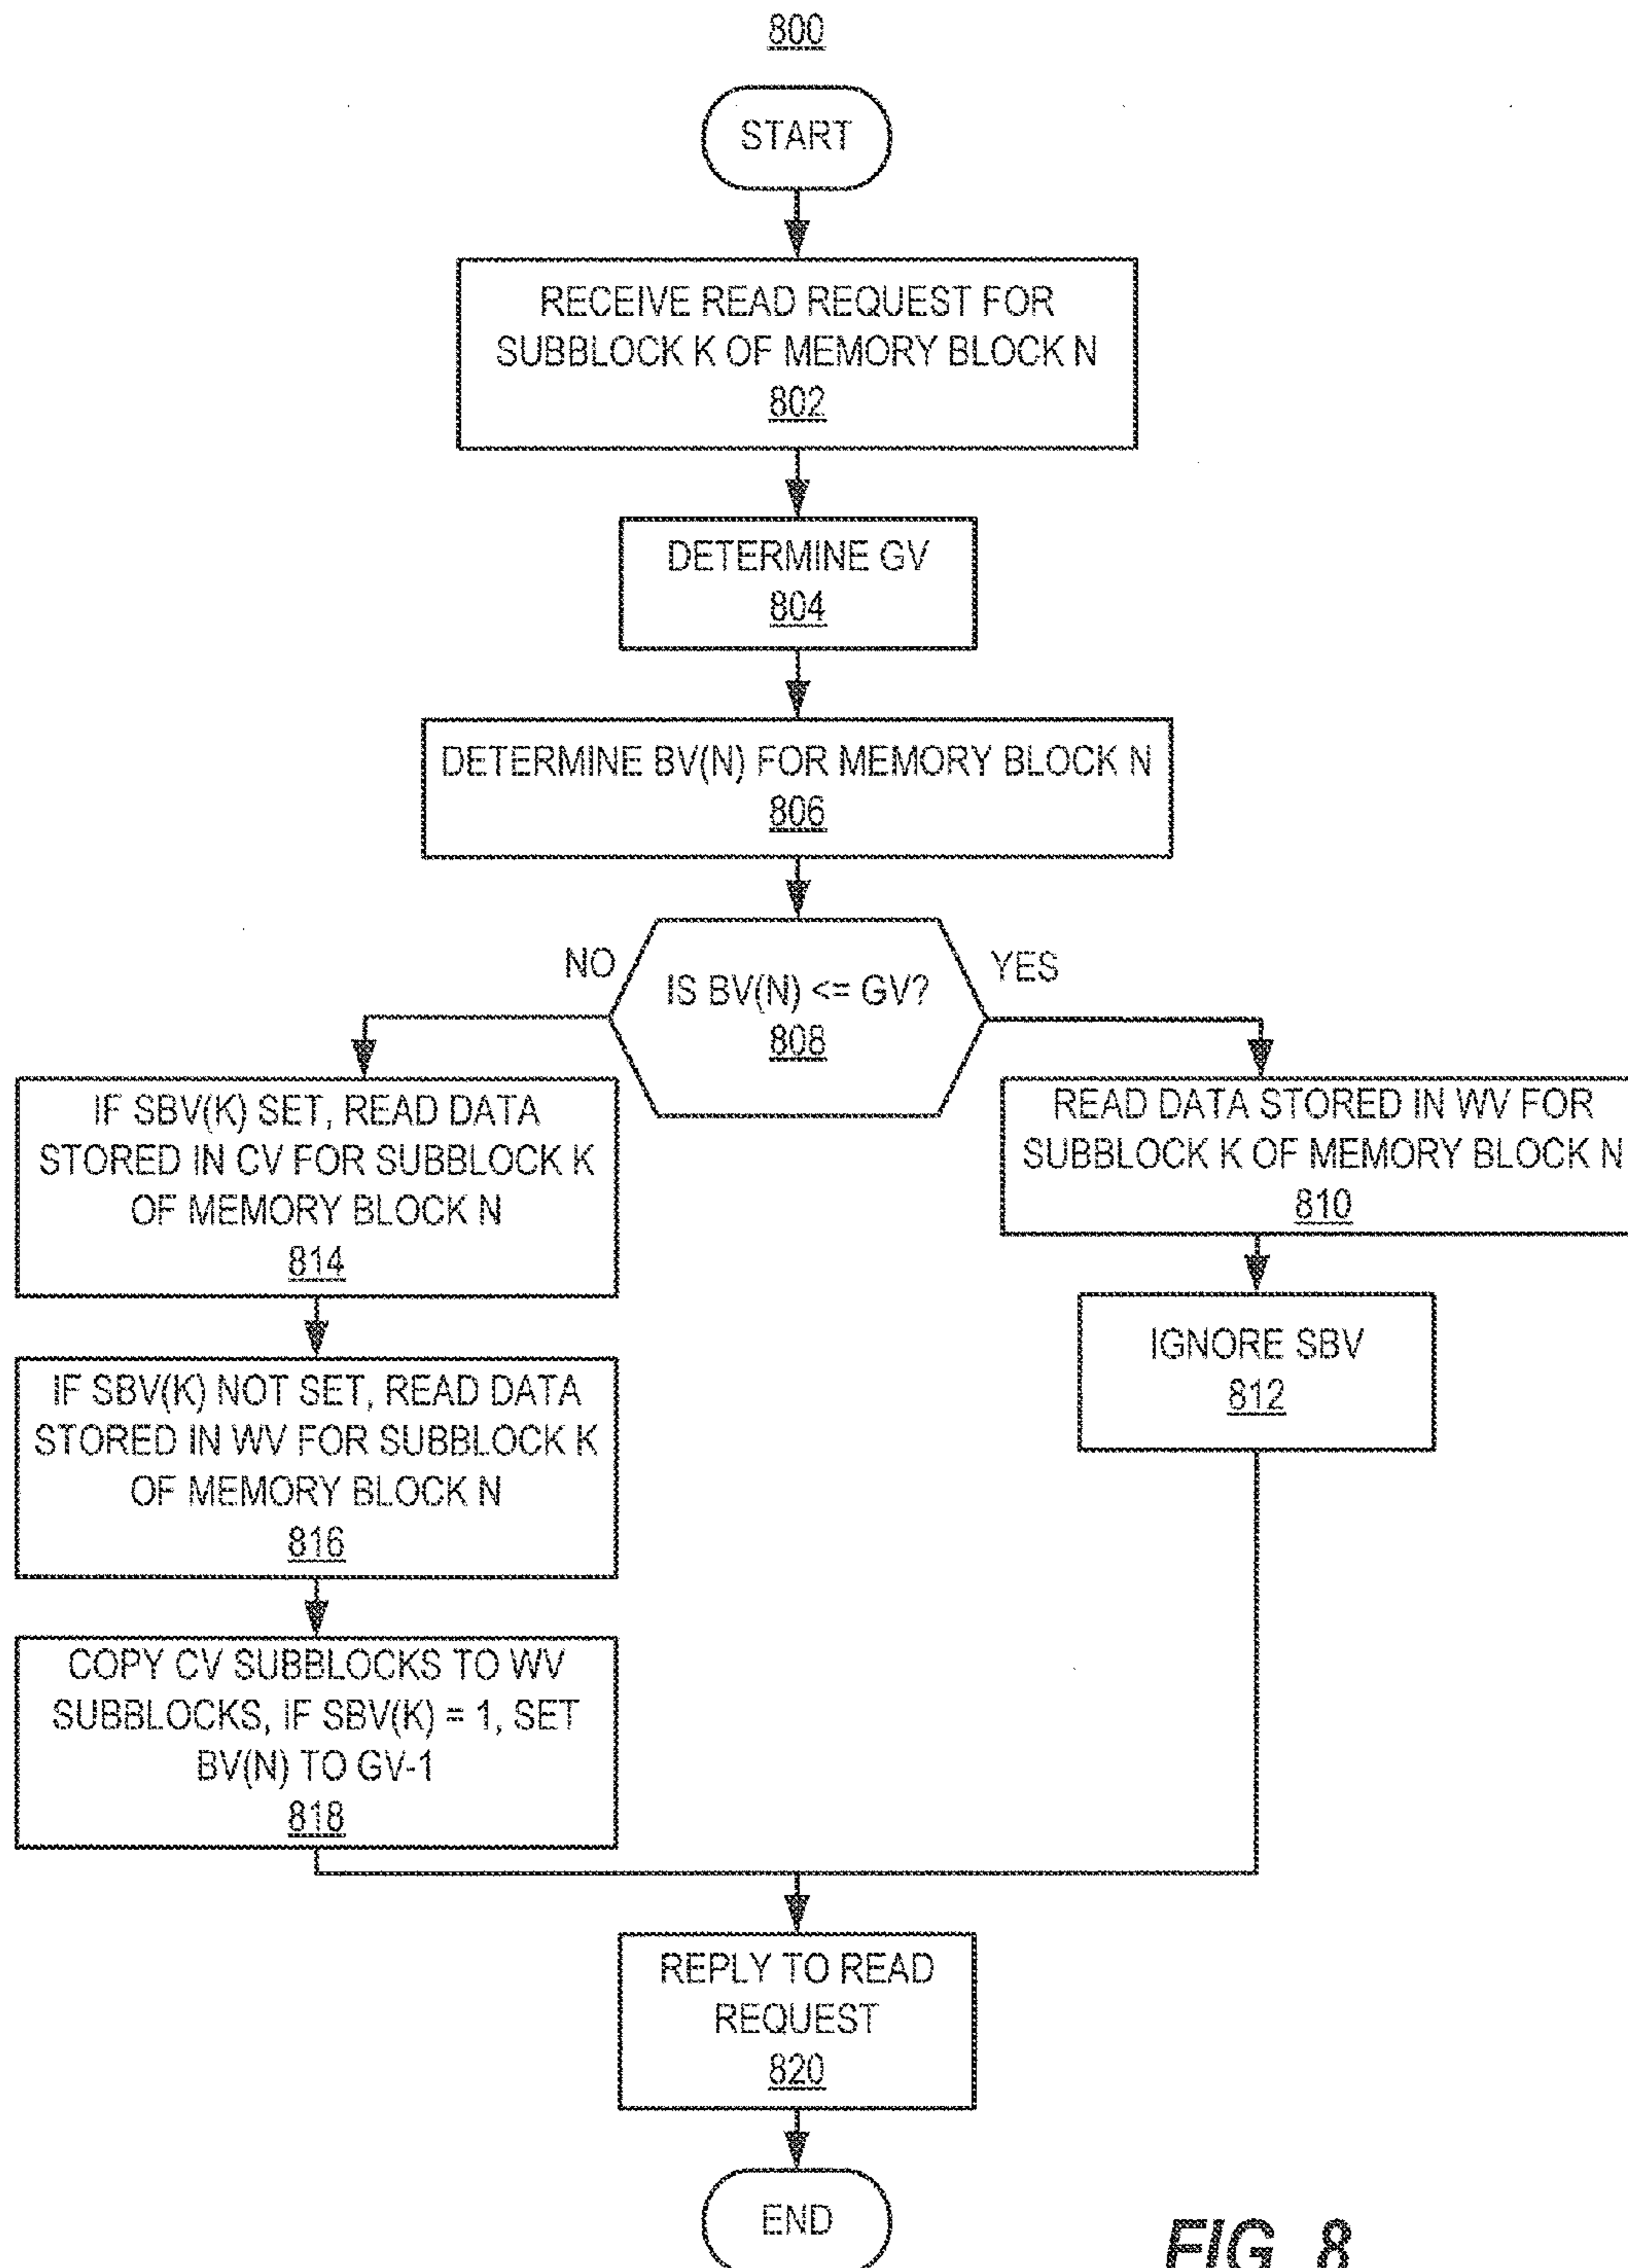 800
START
RECEIVE READ REQUEST FOR
SUBBLOCK K OF MEMORY BLOCK N
802
DETERMINE GV
804
DETERMINE BV(N) FOR MEMORY BLOCK N
806
NO
IS BV(N) <= GV?
808
YES
IF SBV(K) SET, READ DATA
STORED IN CV FOR SUBBLOCK K
OF MEMORY BLOCK N
814
READ DATA STORED IN WV FOR
SUBBLOCK K OF MEMORY BLOCK N
810
IGNORE SBV
812
IF SBV(K) NOT SET, READ DATA
STORED IN WV FOR SUBBLOCK K
OF MEMORY BLOCK N
816
COPY CV SUBBLOCKS TO WV
SUBBLOCKS, IF SBV(K) = 1, SET
BV(N) TO GV-1
818
REPLY TO READ
REQUEST
820
END
FIG. 8